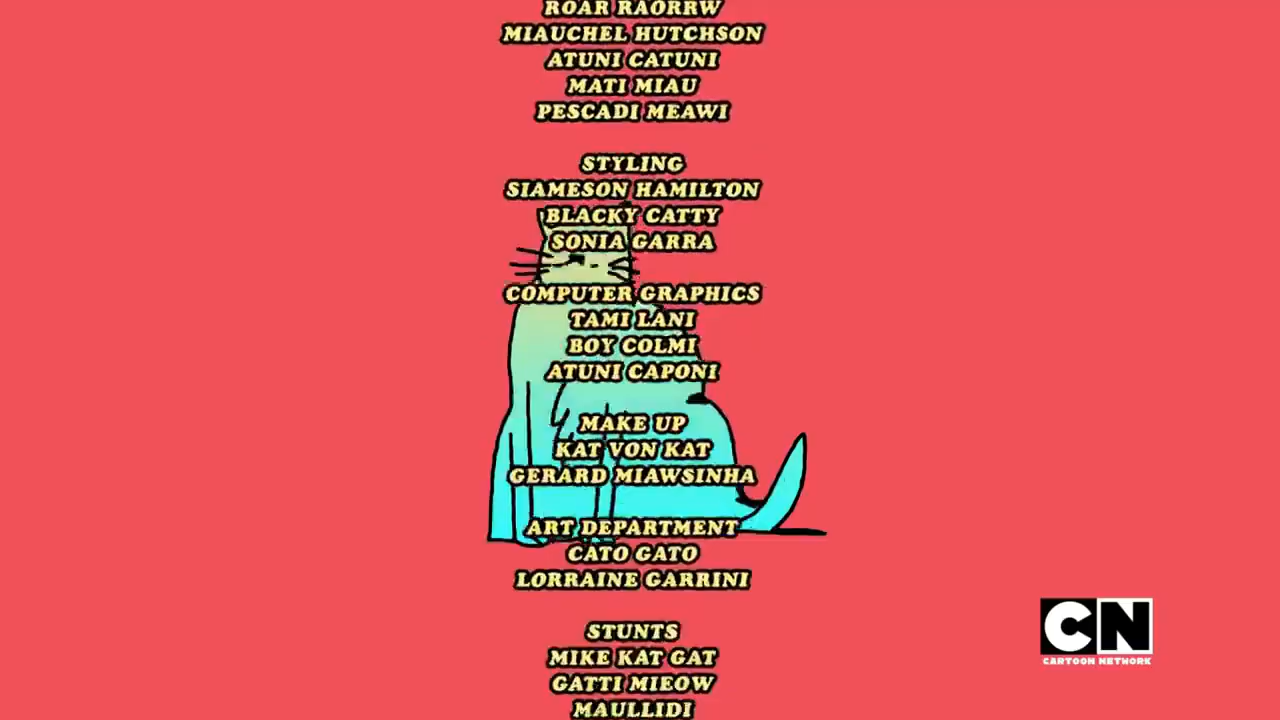 ROAR RAORRW
MIAUCHEL HUTCHSON
ATUNI CATUNI
MATI MIAU
PESCADI MEAWI
STYLING
SIAMESON HAMILTON
BLACKY CATTY
SONIA GARRA
COMPUTER GRAPHICS
TAMI LANI
BOY COLMI
ATUNI CAPONI
MAKE UP
KAT VON KAT
GERARD MIAWSINHA
ART DEPARTMENT
CATO GATO
LORRAINE GARRINI
STUNTS
MIKE KAT GAT
GATTI MIEOW
MAULLIDI
CN
CARTOON NETWORK